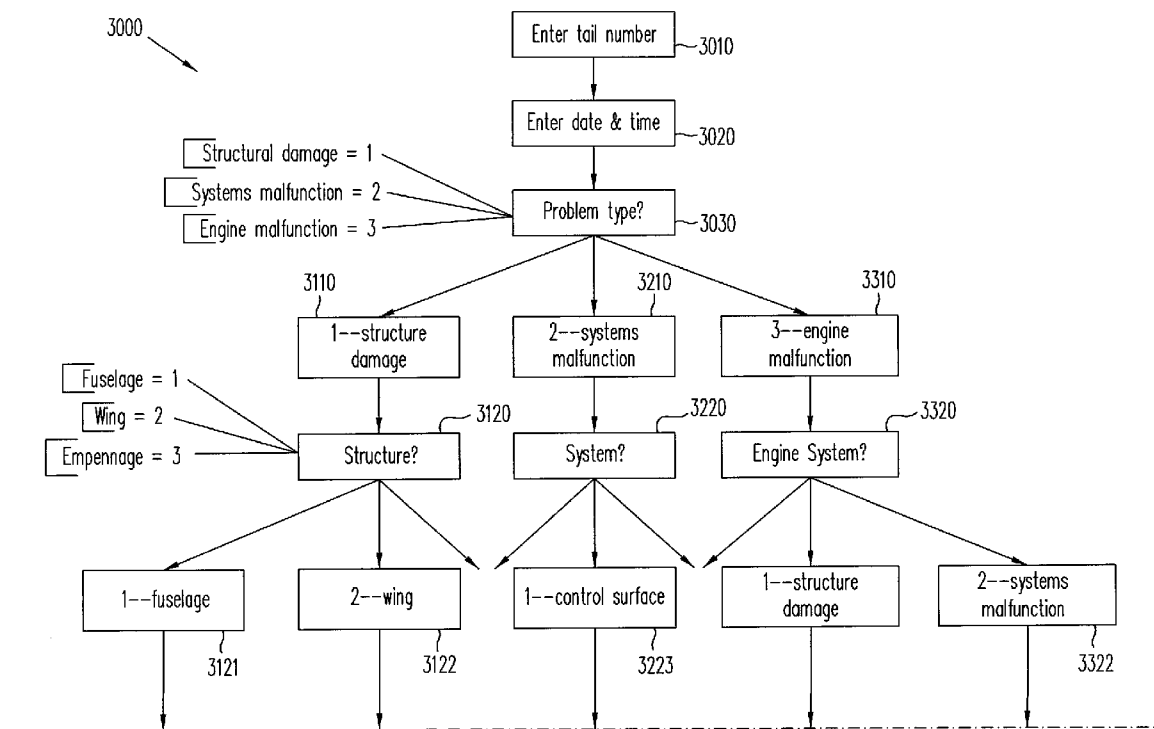 3000
Enter tail number
3010
Enter date & time
3020
Structural damage = 1
Systems malfunction = 2
Engine malfunction = 3
Problem type?
3030
3110
3210
3310
1--structure
damage
2--systems
malfunction
3--engine
malfunction
Fuselage = 1
Wing = 2
Empennage = 3
3120
3220
3320
Structure?
System?
Engine System?
1--fuselage
2--wing
1--control surface
1--structure
damage
2--systems
malfunction
3121
3122
3223
3322